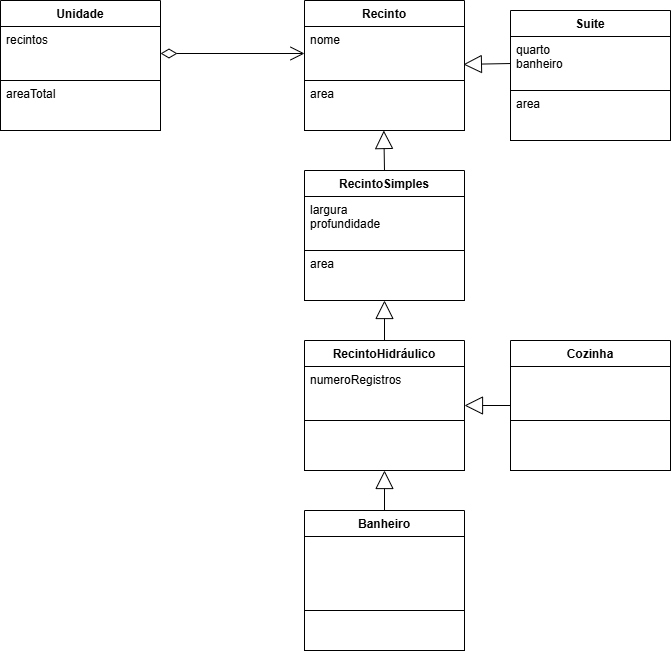 Unidade
recintos
areaTotal
Recinto
nome
area
Suite
quarto
banheiro
area
RecintoSimples
largura
profundidade
area
RecintoHidráulico
numeroRegistros
Cozinha
Banheiro